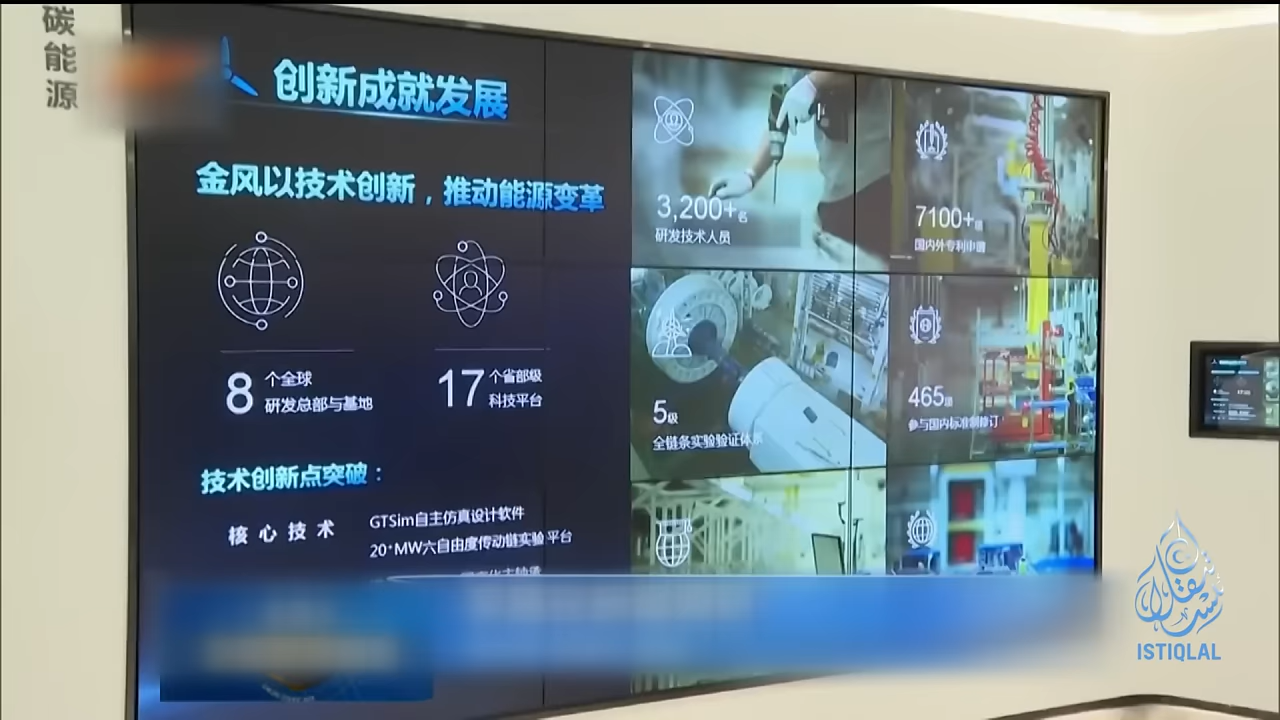 碳能源
创新成就发展
金风以技术创新，推动能源变革
8
个全球
研发总部与基地
17
个省部级
科技平台
技术创新点突破：
核心技术
GTSim自主仿真设计软件
20+MW六自由度传动链实验平台
3,200+名
研发技术人员
7100+
国内外专利申请
5级
全链条实验验证体系
465
参与国内标准制修订
استقلال
ISTIQLAL